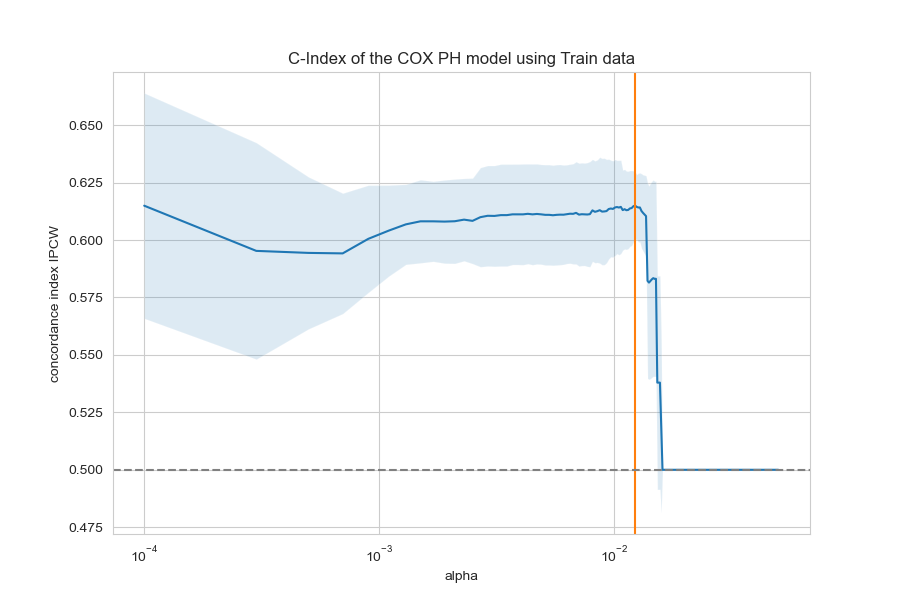 C-Index of the COX PH model using Train data
concordance index IPCW
0.650
0.625
0.600
0.575
0.550
0.525
0.500
0.475
10⁻⁴ 10⁻³ 10⁻²
alpha